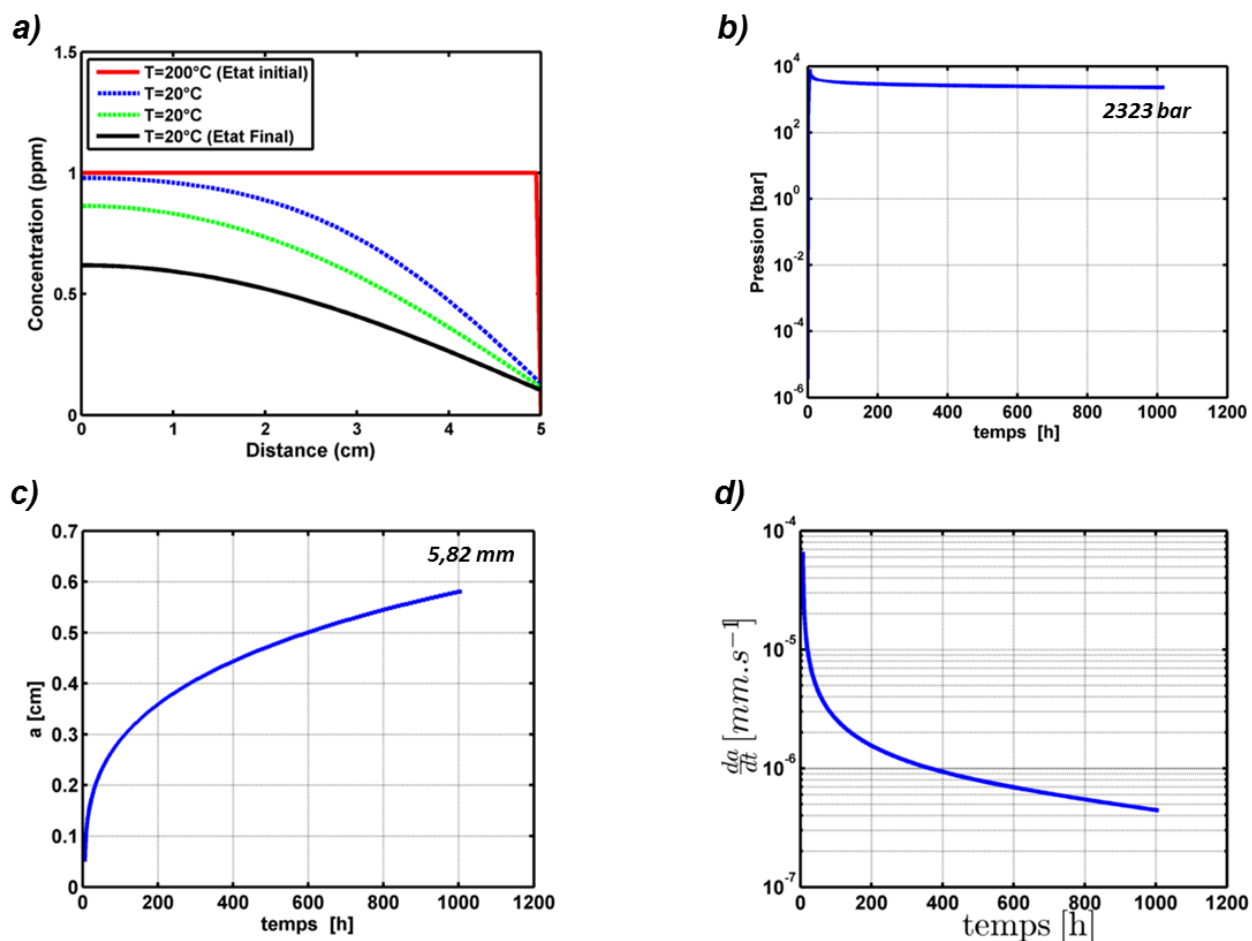 a)
1.5
1
0.5
0
Concentration (ppm)
T=200°C (Etat initial)
T=20°C
T=20°C
T=20°C (Etat Final)
0 1 2 3 4 5
Distance (cm)
b)
10^4
10^2
10^0
10^-2
10^-4
10^-6
Pression [bar]
2323 bar
0 200 400 600 800 1000 1200
temps [h]
c)
0.7
0.6
0.5
0.4
0.3
0.2
0.1
0
a [cm]
5,82 mm
0 200 400 600 800 1000 1200
temps [h]
d)
10^-4
10^-5
10^-6
10^-7
da/dt [mm.s^-1]
0 200 400 600 800 1000 1200
temps [h]